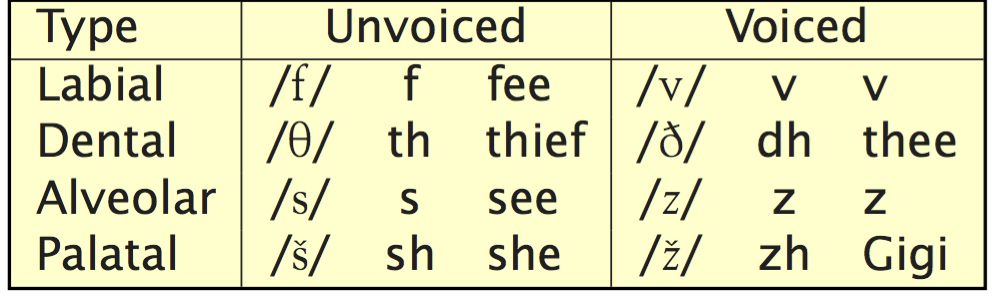 Type Unvoiced Voiced
Labial /f/ f fee /v/ v v
Dental /θ/ th thief /ð/ dh thee
Alveolar /s/ s see /z/ z z
Palatal /š/ sh she /ž/ zh Gigi